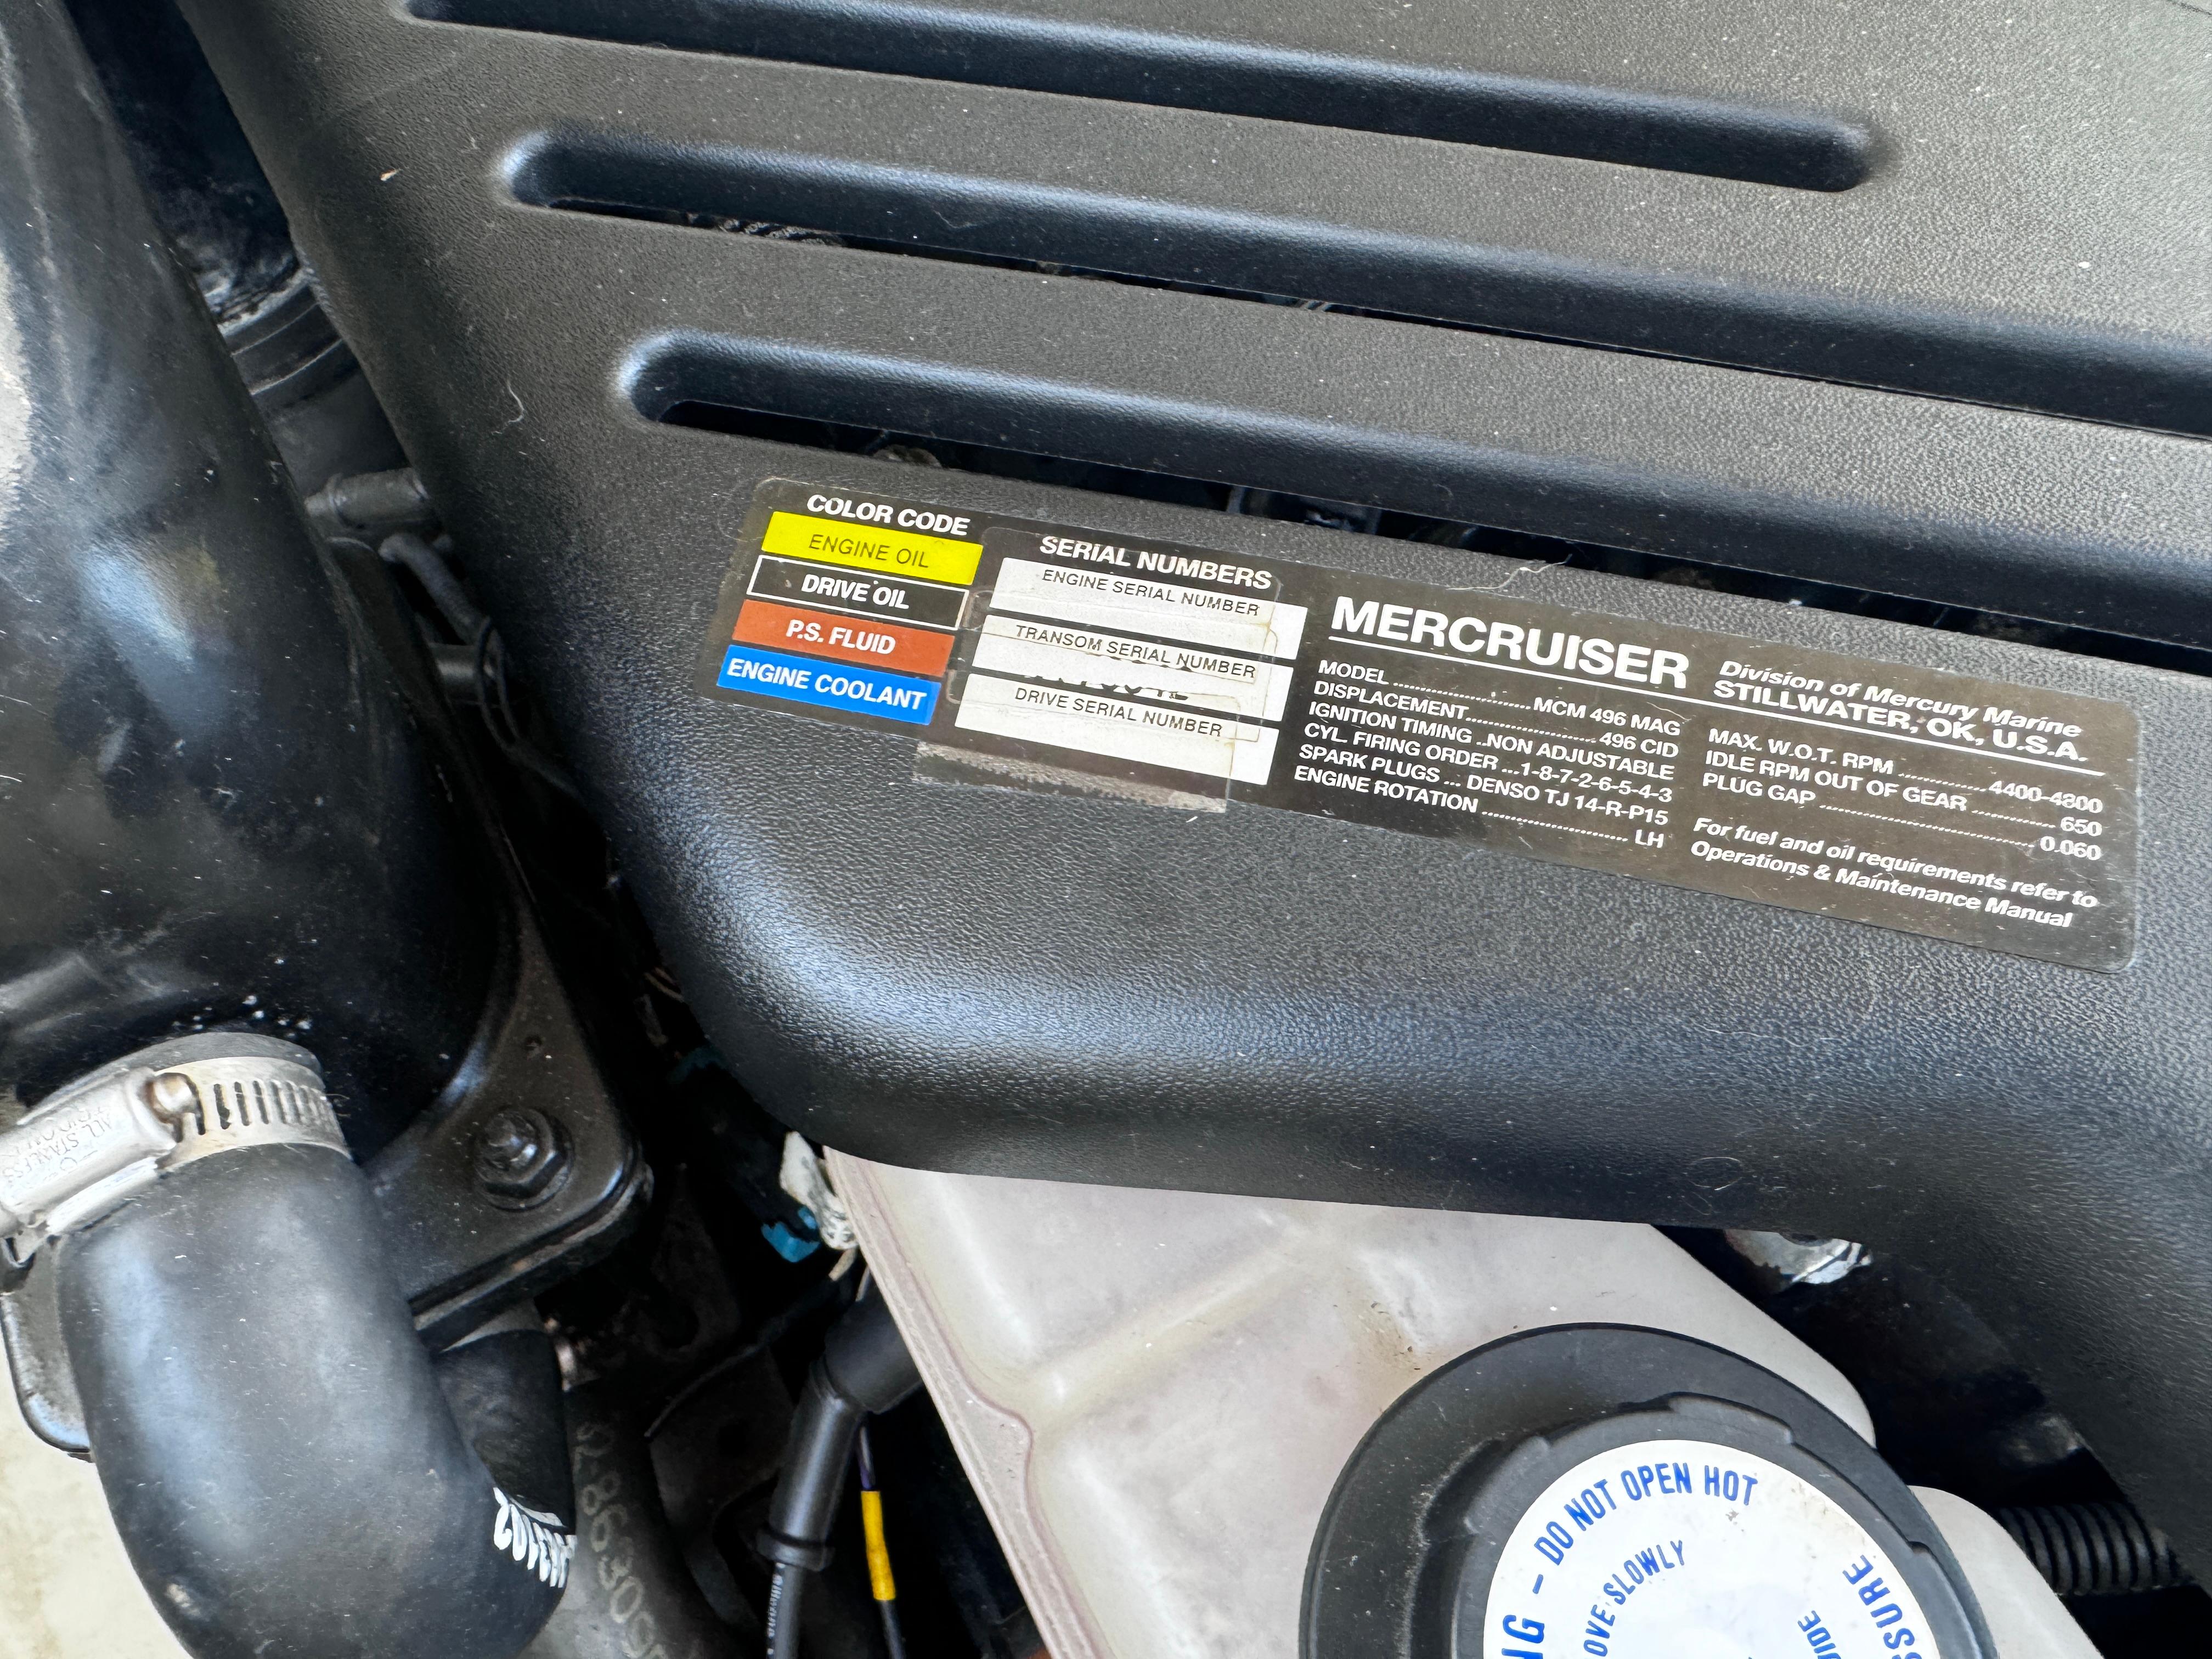 COLOR CODE
ENGINE OIL
DRIVE OIL
P.S. FLUID
ENGINE COOLANT
SERIAL NUMBERS
ENGINE SERIAL NUMBER
TRANSOM SERIAL NUMBER
DRIVE SERIAL NUMBER
MERCRUISER
Division of Mercury Marine
STILLWATER, OK, U.S.A.
MODEL ........................ MCM 496 MAG
DISPLACEMENT..................... 496 CID
IGNITION TIMING ..NON ADJUSTABLE
CYL. FIRING ORDER ...1-8-7-2-6-5-4-3
SPARK PLUGS ... DENSO TJ 14-R-P15
ENGINE ROTATION ........................ LH
MAX. W.O.T. RPM .............. 4400-4800
IDLE RPM OUT OF GEAR .............. 650
PLUG GAP .................................. 0.060
For fuel and oil requirements refer to
Operations & Maintenance Manual
DO NOT OPEN HOT
SLOWLY
ALL STAINLESS